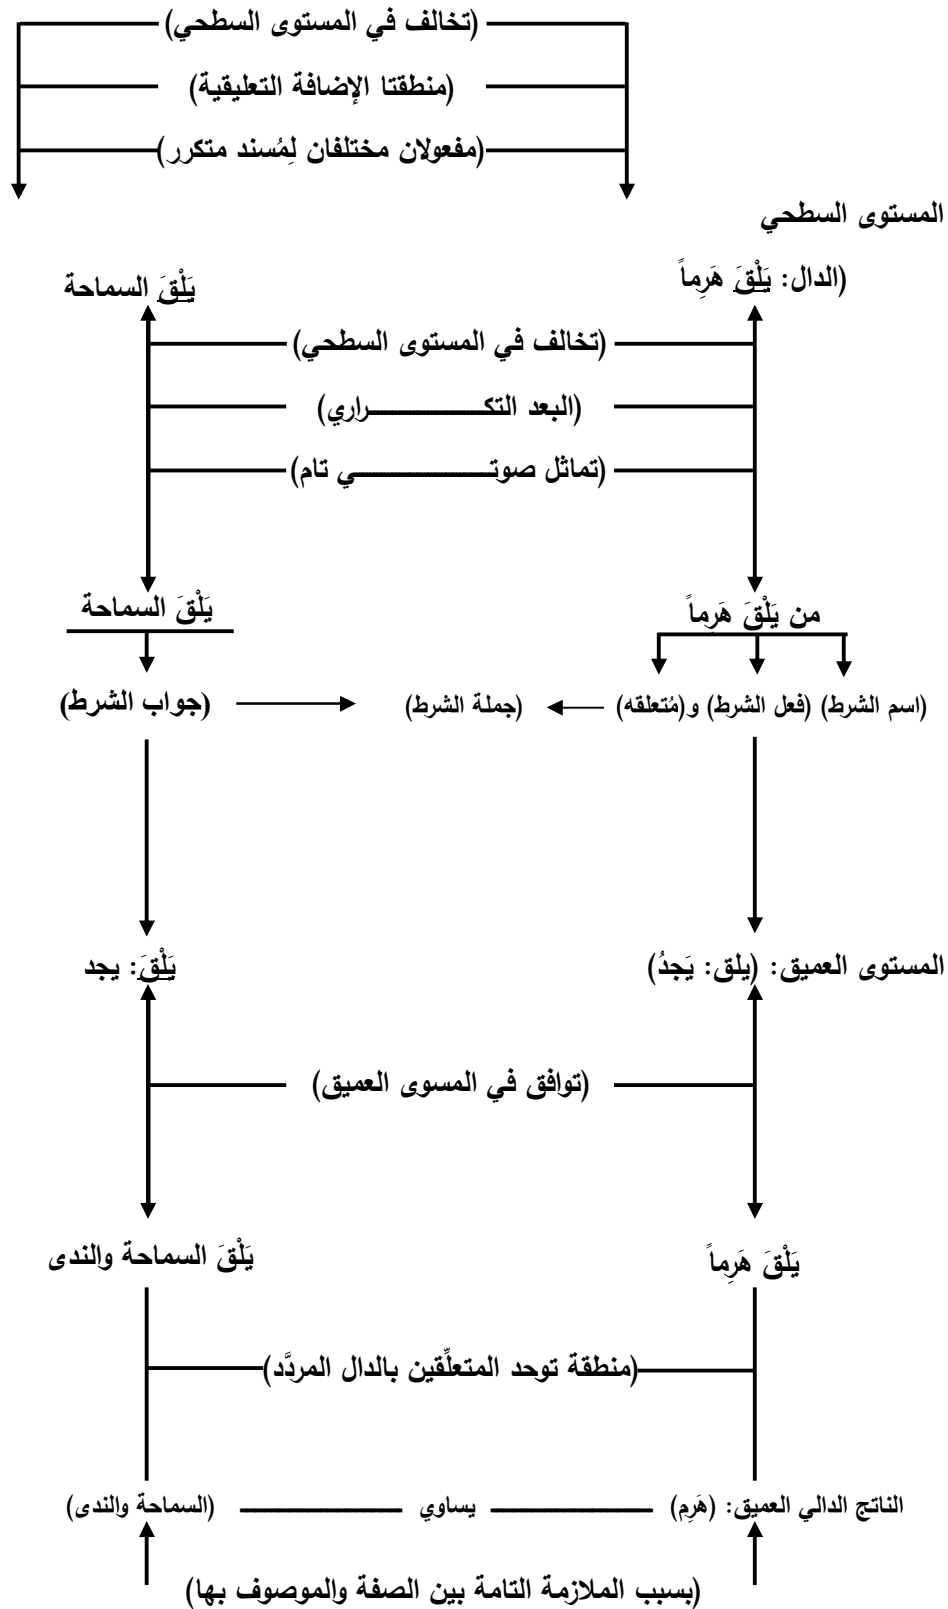 (تخالف في المستوى السطحي)
(منطقتا الإضافة التعليقية)
(مفعولان مختلفان لِمُسند متكرر)
المستوى السطحي
(الدال: يَلْقَ هَرِماً يَلْقَ السماحة
(تخالف في المستوى السطحي)
(البعد التكـــــــــراري)
(تماثل صوتـــــــــي تام)
من يَلْقَ هَرِماً يَلْقَ السماحة
(اسم الشرط) (فعل الشرط) و(مُتعلقه) (جملة الشرط) (جواب الشرط)
المستوى العميق: (يلق: يَجدُ) يَلْقَ: يجد
(توافق في المسوى العميق)
يَلْقَ هَرِماً يَلْقَ السماحة والندى
(منطقة توحد المتعلِّقين بالدال المردَّد)
الناتج الدالي العميق: (هَرِم) يساوي (السماحة والندى)
(بسبب الملازمة التامة بين الصفة والموصوف بها)